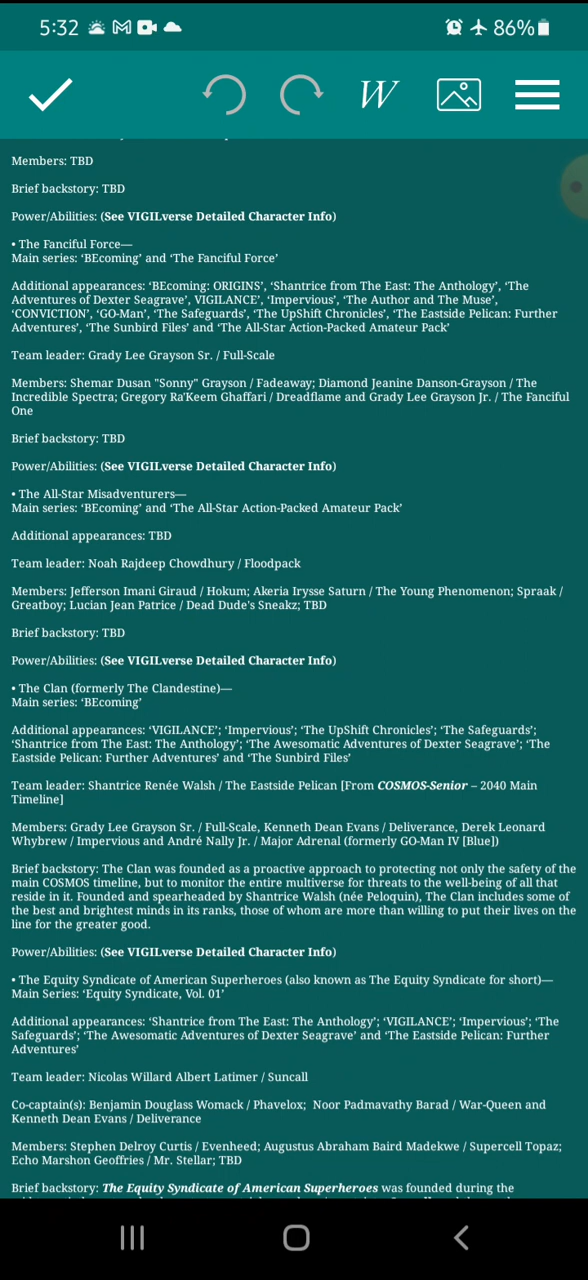 5:32
86%
W
Members: TBD
Brief backstory: TBD
Power/Abilities: (See VIGILverse Detailed Character Info)
• The Fanciful Force—
Main series: ‘BEcoming’ and ‘The Fanciful Force’
Additional appearances: ‘BEcoming: ORIGINS’, ‘Shantrice from The East: The Anthology’, ‘The
Adventures of Dexter Seagrave’, VIGILANCE’, ‘Impervious’, ‘The Author and The Muse’,
‘CONVICTION’, ‘GO-Man’, ‘The Safeguards’, ‘The UpShift Chronicles’, ‘The Eastside Pelican: Further
Adventures’, ‘The Sunbird Files’ and ‘The All-Star Action-Packed Amateur Pack’
Team leader: Grady Lee Grayson Sr. / Full-Scale
Members: Shemar Dusan "Sonny" Grayson / Fadeaway; Diamond Jeanine Danson-Grayson / The
Incredible Spectra; Gregory Ra'Keem Ghaffari / Dreadflame and Grady Lee Grayson Jr. / The Fanciful
One
Brief backstory: TBD
Power/Abilities: (See VIGILverse Detailed Character Info)
• The All-Star Misadventurers—
Main series: ‘BEcoming’ and ‘The All-Star Action-Packed Amateur Pack’
Additional appearances: TBD
Team leader: Noah Rajdeep Chowdhury / Floodpack
Members: Jefferson Imani Giraud / Hokum; Akeria Irysse Saturn / The Young Phenomenon; Spraak /
Greatboy; Lucian Jean Patrice / Dead Dude's Sneakz; TBD
Brief backstory: TBD
Power/Abilities: (See VIGILverse Detailed Character Info)
• The Clan (formerly The Clandestine)—
Main series: ‘BEcoming’
Additional appearances: ‘VIGILANCE’; ‘Impervious’; ‘The UpShift Chronicles’; ‘The Safeguards’;
‘Shantrice from The East: The Anthology’; ‘The Awesomatic Adventures of Dexter Seagrave’; ‘The
Eastside Pelican: Further Adventures’ and ‘The Sunbird Files’
Team leader: Shantrice Renée Walsh / The Eastside Pelican [From COSMOS-Senior – 2040 Main
Timeline]
Members: Grady Lee Grayson Sr. / Full-Scale, Kenneth Dean Evans / Deliverance, Derek Leonard
Whybrew / Impervious and André Nally Jr. / Major Adrenal (formerly GO-Man IV [Blue])
Brief backstory: The Clan was founded as a proactive approach to protecting not only the safety of the
main COSMOS timeline, but to monitor the entire multiverse for threats to the well-being of all that
reside in it. Founded and spearheaded by Shantrice Walsh (née Peloquin), The Clan includes some of
the best and brightest minds in its ranks, those of whom are more than willing to put their lives on the
line for the greater good.
Power/Abilities: (See VIGILverse Detailed Character Info)
• The Equity Syndicate of American Superheroes (also known as The Equity Syndicate for short)—
Main Series: ‘Equity Syndicate, Vol. 01’
Additional appearances: ‘Shantrice from The East: The Anthology’; ‘VIGILANCE’; ‘Impervious’; ‘The
Safeguards’; ‘The Awesomatic Adventures of Dexter Seagrave’ and ‘The Eastside Pelican: Further
Adventures’
Team leader: Nicolas Willard Albert Latimer / Suncall
Co-captain(s): Benjamin Douglass Womack / Phavelox; Noor Padmavathy Barad / War-Queen and
Kenneth Dean Evans / Deliverance
Members: Stephen Delroy Curtis / Evenheed; Augustus Abraham Baird Madekwe / Supercell Topaz;
Echo Marshon Geoffries / Mr. Stellar; TBD
Brief backstory: The Equity Syndicate of American Superheroes was founded during the